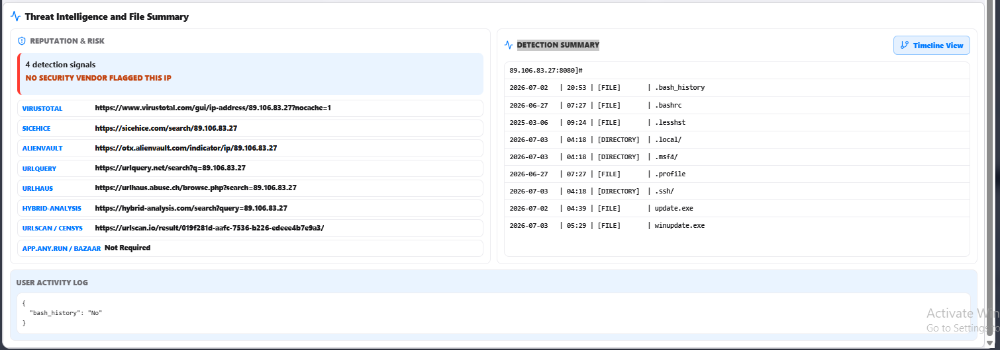 Threat Intelligence and File Summary
REPUTATION & RISK
4 detection signals
NO SECURITY VENDOR FLAGGED THIS IP
VIRUSTOTAL https://www.virustotal.com/gui/ip-address/89.106.83.27?nocache=1
SICEHICE https://sicehice.com/search/89.106.83.27
ALIENVAULT https://otx.alienvault.com/indicator/ip/89.106.83.27
URLQUERY https://urlquery.net/search?q=89.106.83.27
URLHAUS https://urlhaus.abuse.ch/browse.php?search=89.106.83.27
HYBRID-ANALYSIS https://hybrid-analysis.com/search?query=89.106.83.27
URLSCAN / CENSYS https://urlscan.io/result/019f281d-aafc-7536-b226-edeee4b7e9a3/
APP.ANY.RUN / BAZAAR Not Required
DETECTION SUMMARY
Timeline View
89.106.83.27:8080]#
2026-07-02 | 20:53 | [FILE] | .bash_history
2026-06-27 | 07:27 | [FILE] | .bashrc
2025-03-06 | 09:24 | [FILE] | .lesshst
2026-07-03 | 04:18 | [DIRECTORY] | .local/
2026-07-03 | 04:18 | [DIRECTORY] | .msf4/
2026-06-27 | 07:27 | [FILE] | .profile
2026-07-03 | 04:18 | [DIRECTORY] | .ssh/
2026-07-02 | 04:39 | [FILE] | update.exe
2026-07-03 | 05:29 | [FILE] | winupdate.exe
USER ACTIVITY LOG
{
"bash_history": "No"
}
Activate Win
Go to Settings to